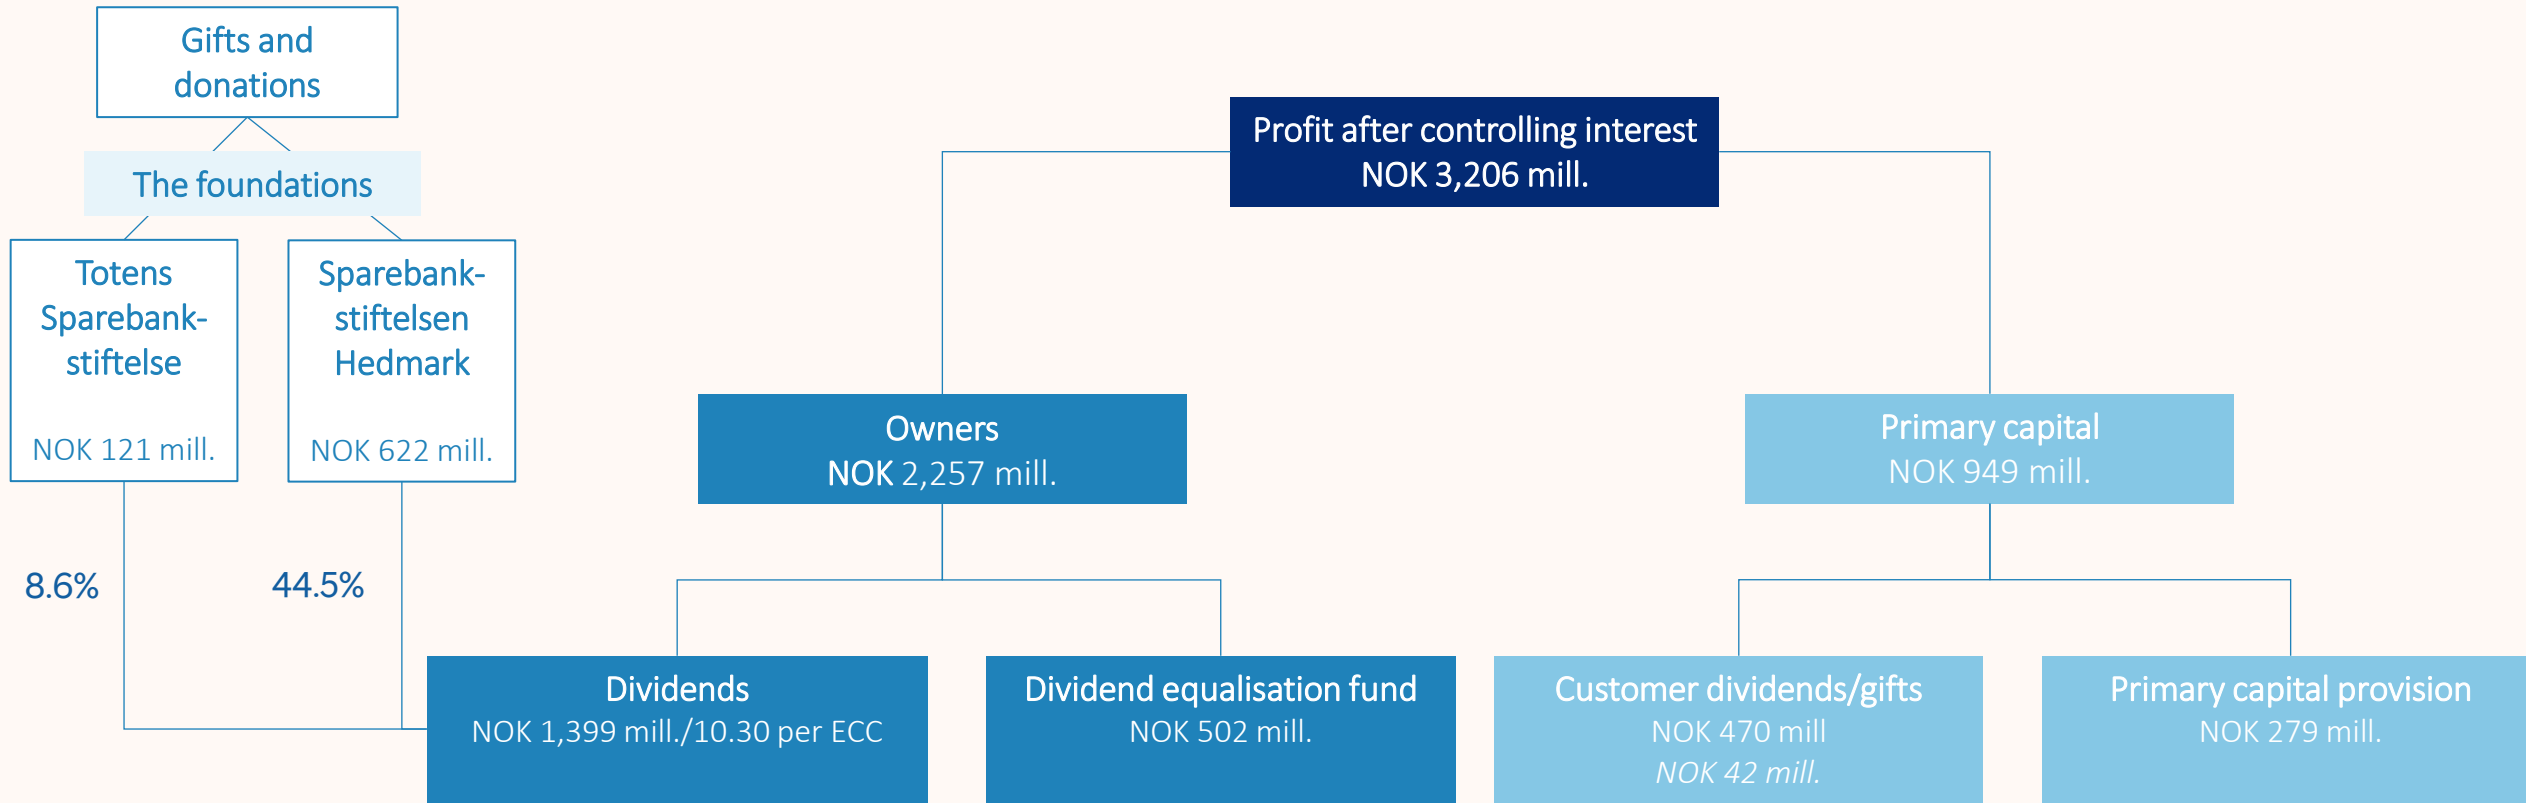 Gifts and
donations
The foundations
Totens
Sparebank-
stiftelse
NOK 121 mill.
Sparebank-
stiftelsen
Hedmark
NOK 622 mill.
8.6%
44.5%
Profit after controlling interest
NOK 3,206 mill.
Owners
NOK 2,257 mill.
Primary capital
NOK 949 mill.
Dividends
NOK 1,399 mill./10.30 per ECC
Dividend equalisation fund
NOK 502 mill.
Customer dividends/gifts
NOK 470 mill
NOK 42 mill.
Primary capital provision
NOK 279 mill.